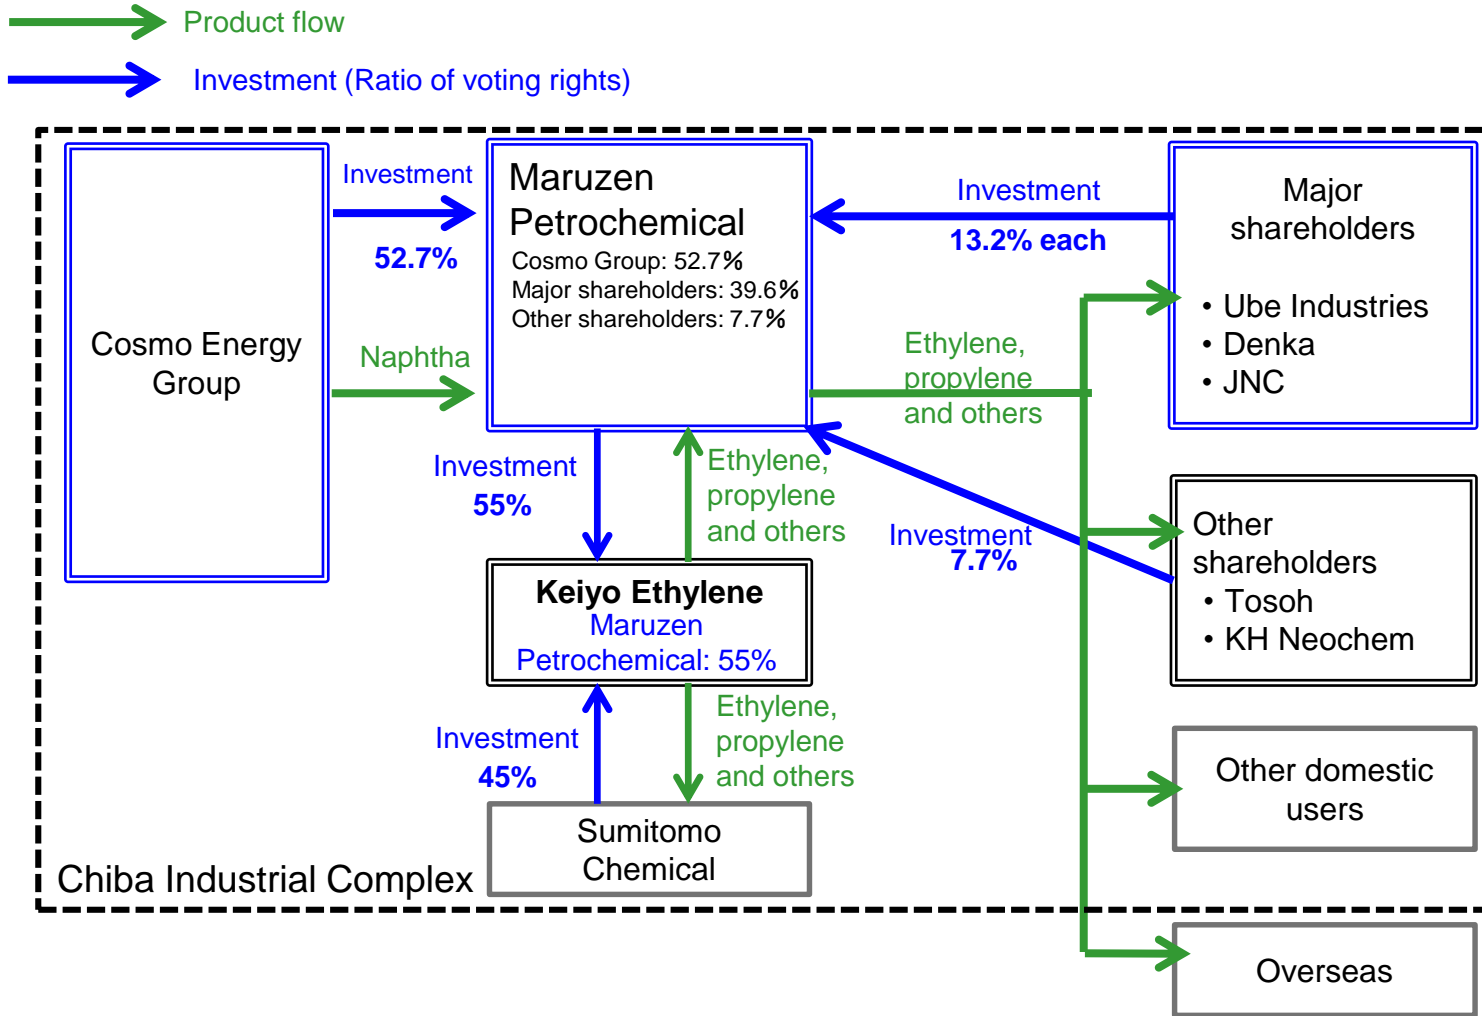 Product flow
Investment (Ratio of voting rights)
Cosmo Energy
Group
Investment
52.7%
Naphtha
Maruzen
Petrochemical
Cosmo Group: 52.7%
Major shareholders: 39.6%
Other shareholders: 7.7%
Investment
13.2% each
Major
shareholders
• Ube Industries
• Denka
• JNC
Ethylene,
propylene
and others
Investment
55%
Ethylene,
propylene
and others
Investment
7.7%
Other
shareholders
• Tosoh
• KH Neochem
Keiyo Ethylene
Maruzen
Petrochemical: 55%
Investment
45%
Ethylene,
propylene
and others
Other domestic
users
Sumitomo
Chemical
Chiba Industrial Complex
Overseas